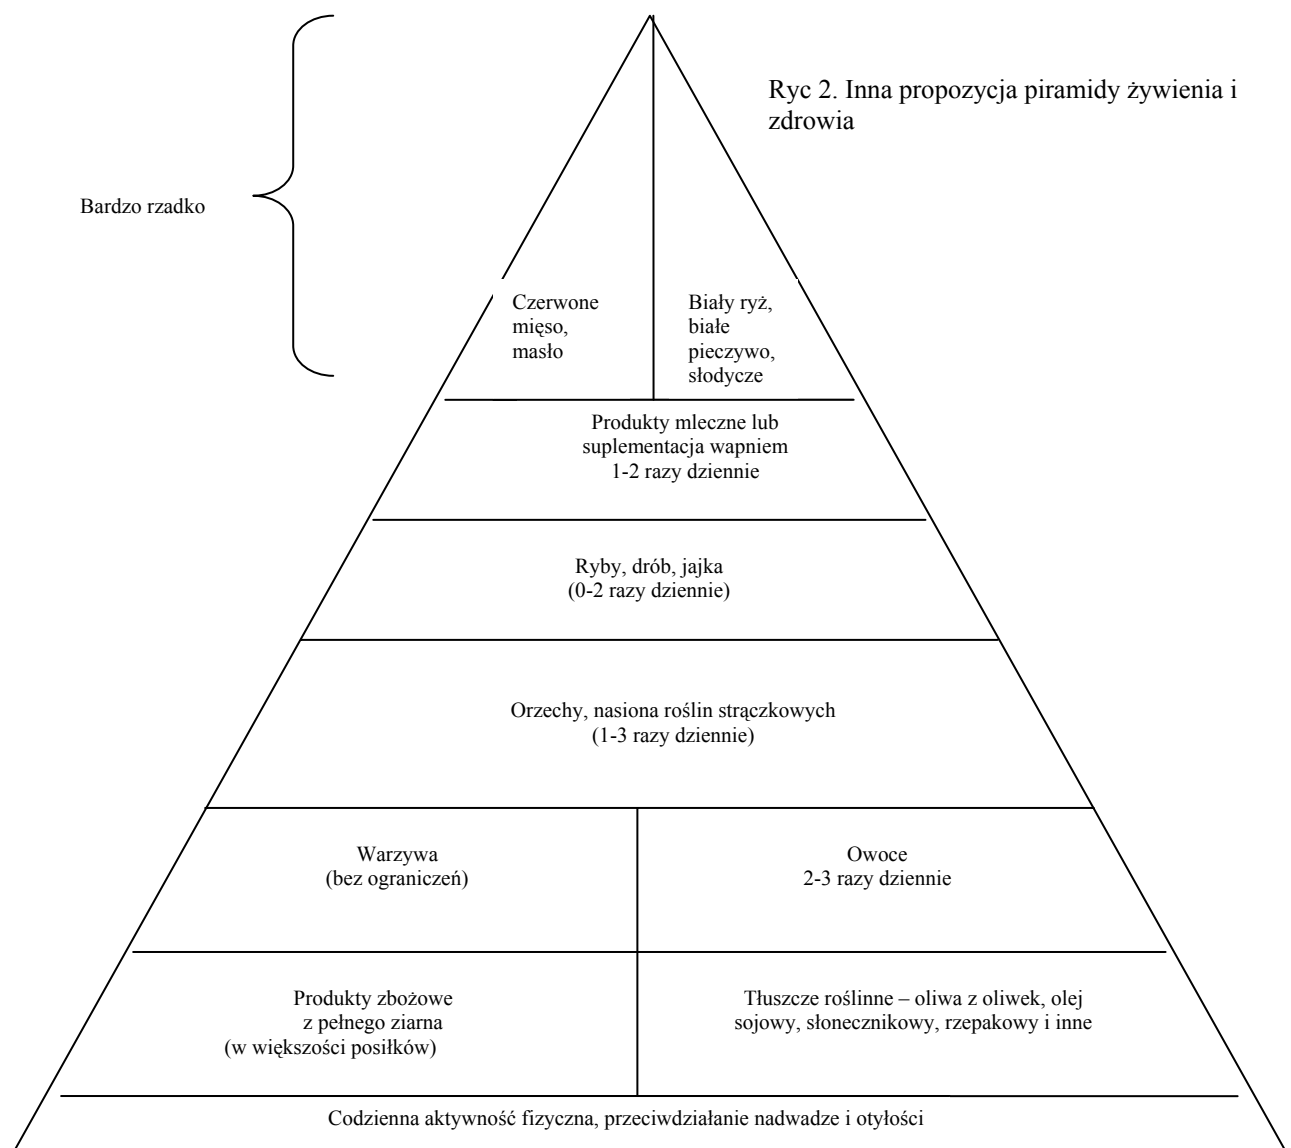 Ryc 2. Inna propozycja piramidy żywienia i
zdrowia
Bardzo rzadko
Czerwone
mięso,
masło
Biały ryż,
białe
pieczywo,
słodycze
Produkty mleczne lub
suplementacja wapniem
1-2 razy dziennie
Ryby, drób, jajka
(0-2 razy dziennie)
Orzechy, nasiona roślin strączkowych
(1-3 razy dziennie)
Warzywa
(bez ograniczeń)
Owoce
2-3 razy dziennie
Produkty zbożowe
z pełnego ziarna
(w większości posiłków)
Tłuszcze roślinne – oliwa z oliwek, olej
sojowy, słonecznikowy, rzepakowy i inne
Codzienna aktywność fizyczna, przeciwdziałanie nadwadze i otyłości